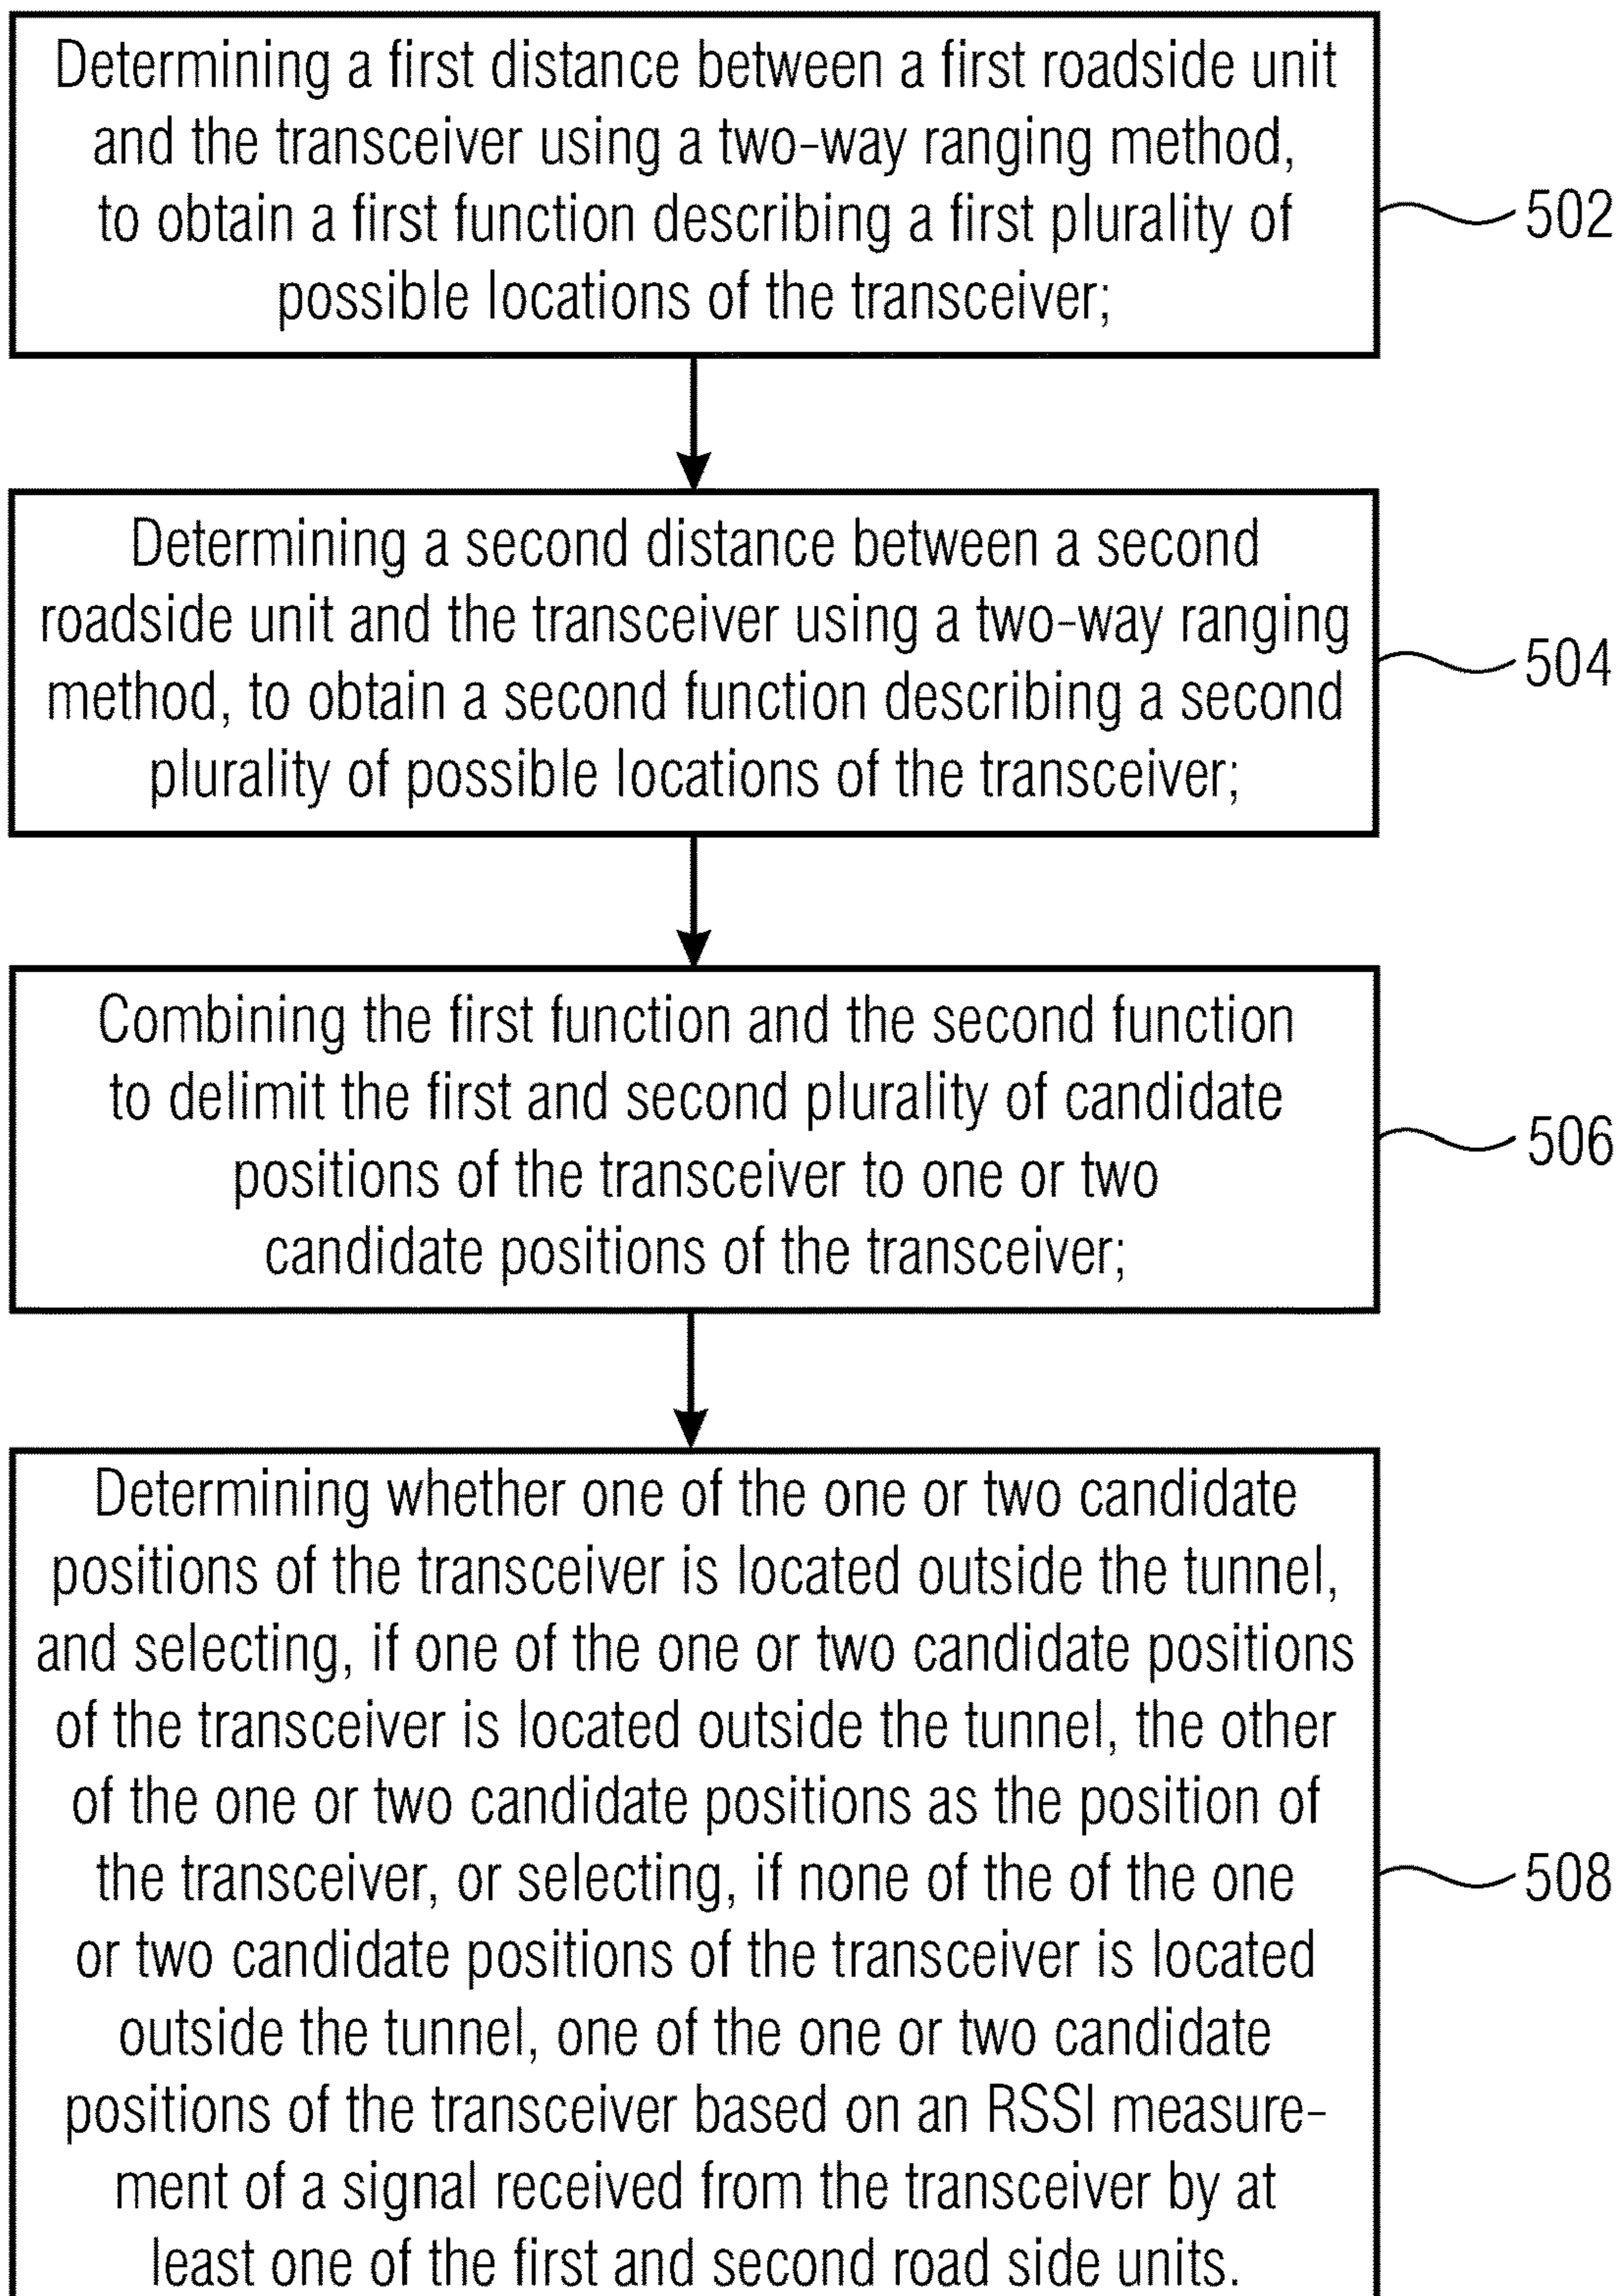 Determining a first distance between a first roadside unit
and the transceiver using a two-way ranging method,
to obtain a first function describing a first plurality of
possible locations of the transceiver;
502
Determining a second distance between a second
roadside unit and the transceiver using a two-way ranging
method, to obtain a second function describing a second
plurality of possible locations of the transceiver;
504
Combining the first function and the second function
to delimit the first and second plurality of candidate
positions of the transceiver to one or two
candidate positions of the transceiver;
506
Determining whether one of the one or two candidate
positions of the transceiver is located outside the tunnel,
and selecting, if one of the one or two candidate positions
of the transceiver is located outside the tunnel, the other
of the one or two candidate positions as the position of
the transceiver, or selecting, if none of the of the one
or two candidate positions of the transceiver is located
outside the tunnel, one of the one or two candidate
positions of the transceiver based on an RSSI measure-
ment of a signal received from the transceiver by at
least one of the first and second road side units.
508